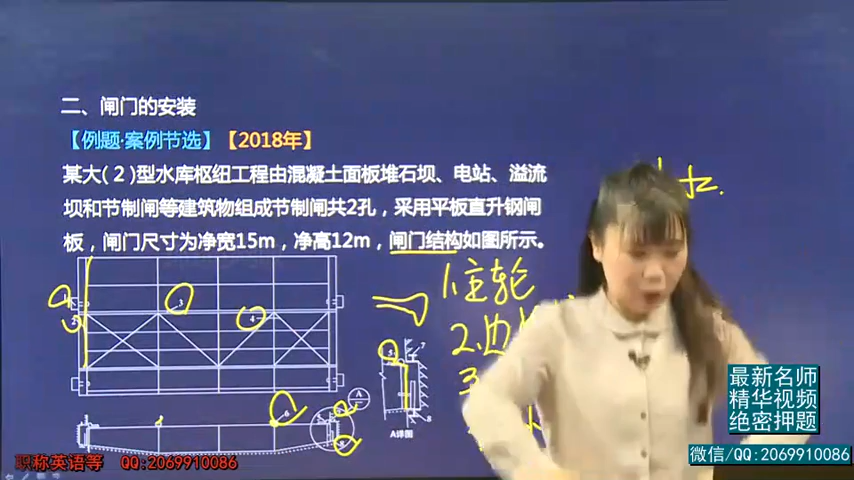 二、闸门的安装
【例题·案例节选】【2018年】
某大(2)型水库枢纽工程由混凝土面板堆石坝、电站、溢流
坝和节制闸等建筑物组成节制闸共2孔，采用平板直升钢闸
板，闸门尺寸为净宽15m，净高12m，闸门结构如图所示。
1.主轮
2.边
3
A详图
最新名师
精华视频
绝密押题
职称英语等 QQ:2069910086
微信/QQ:2069910086